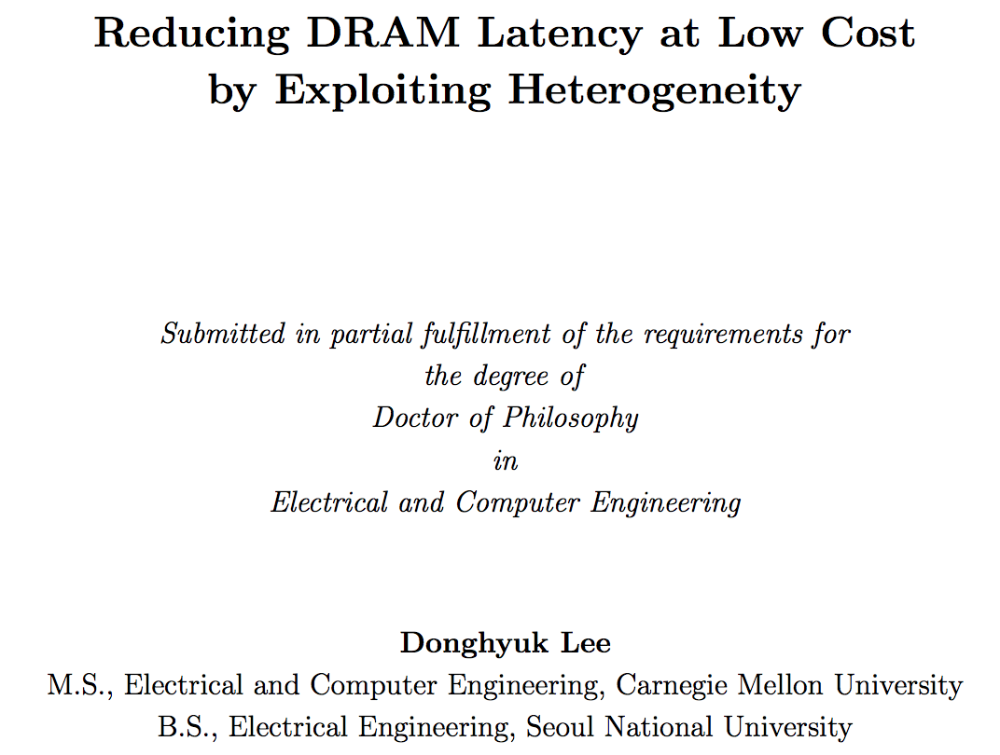 Reducing DRAM Latency at Low Cost
by Exploiting Heterogeneity
Submitted in partial fulfillment of the requirements for
the degree of
Doctor of Philosophy
in
Electrical and Computer Engineering
Donghyuk Lee
M.S., Electrical and Computer Engineering, Carnegie Mellon University
B.S., Electrical Engineering, Seoul National University